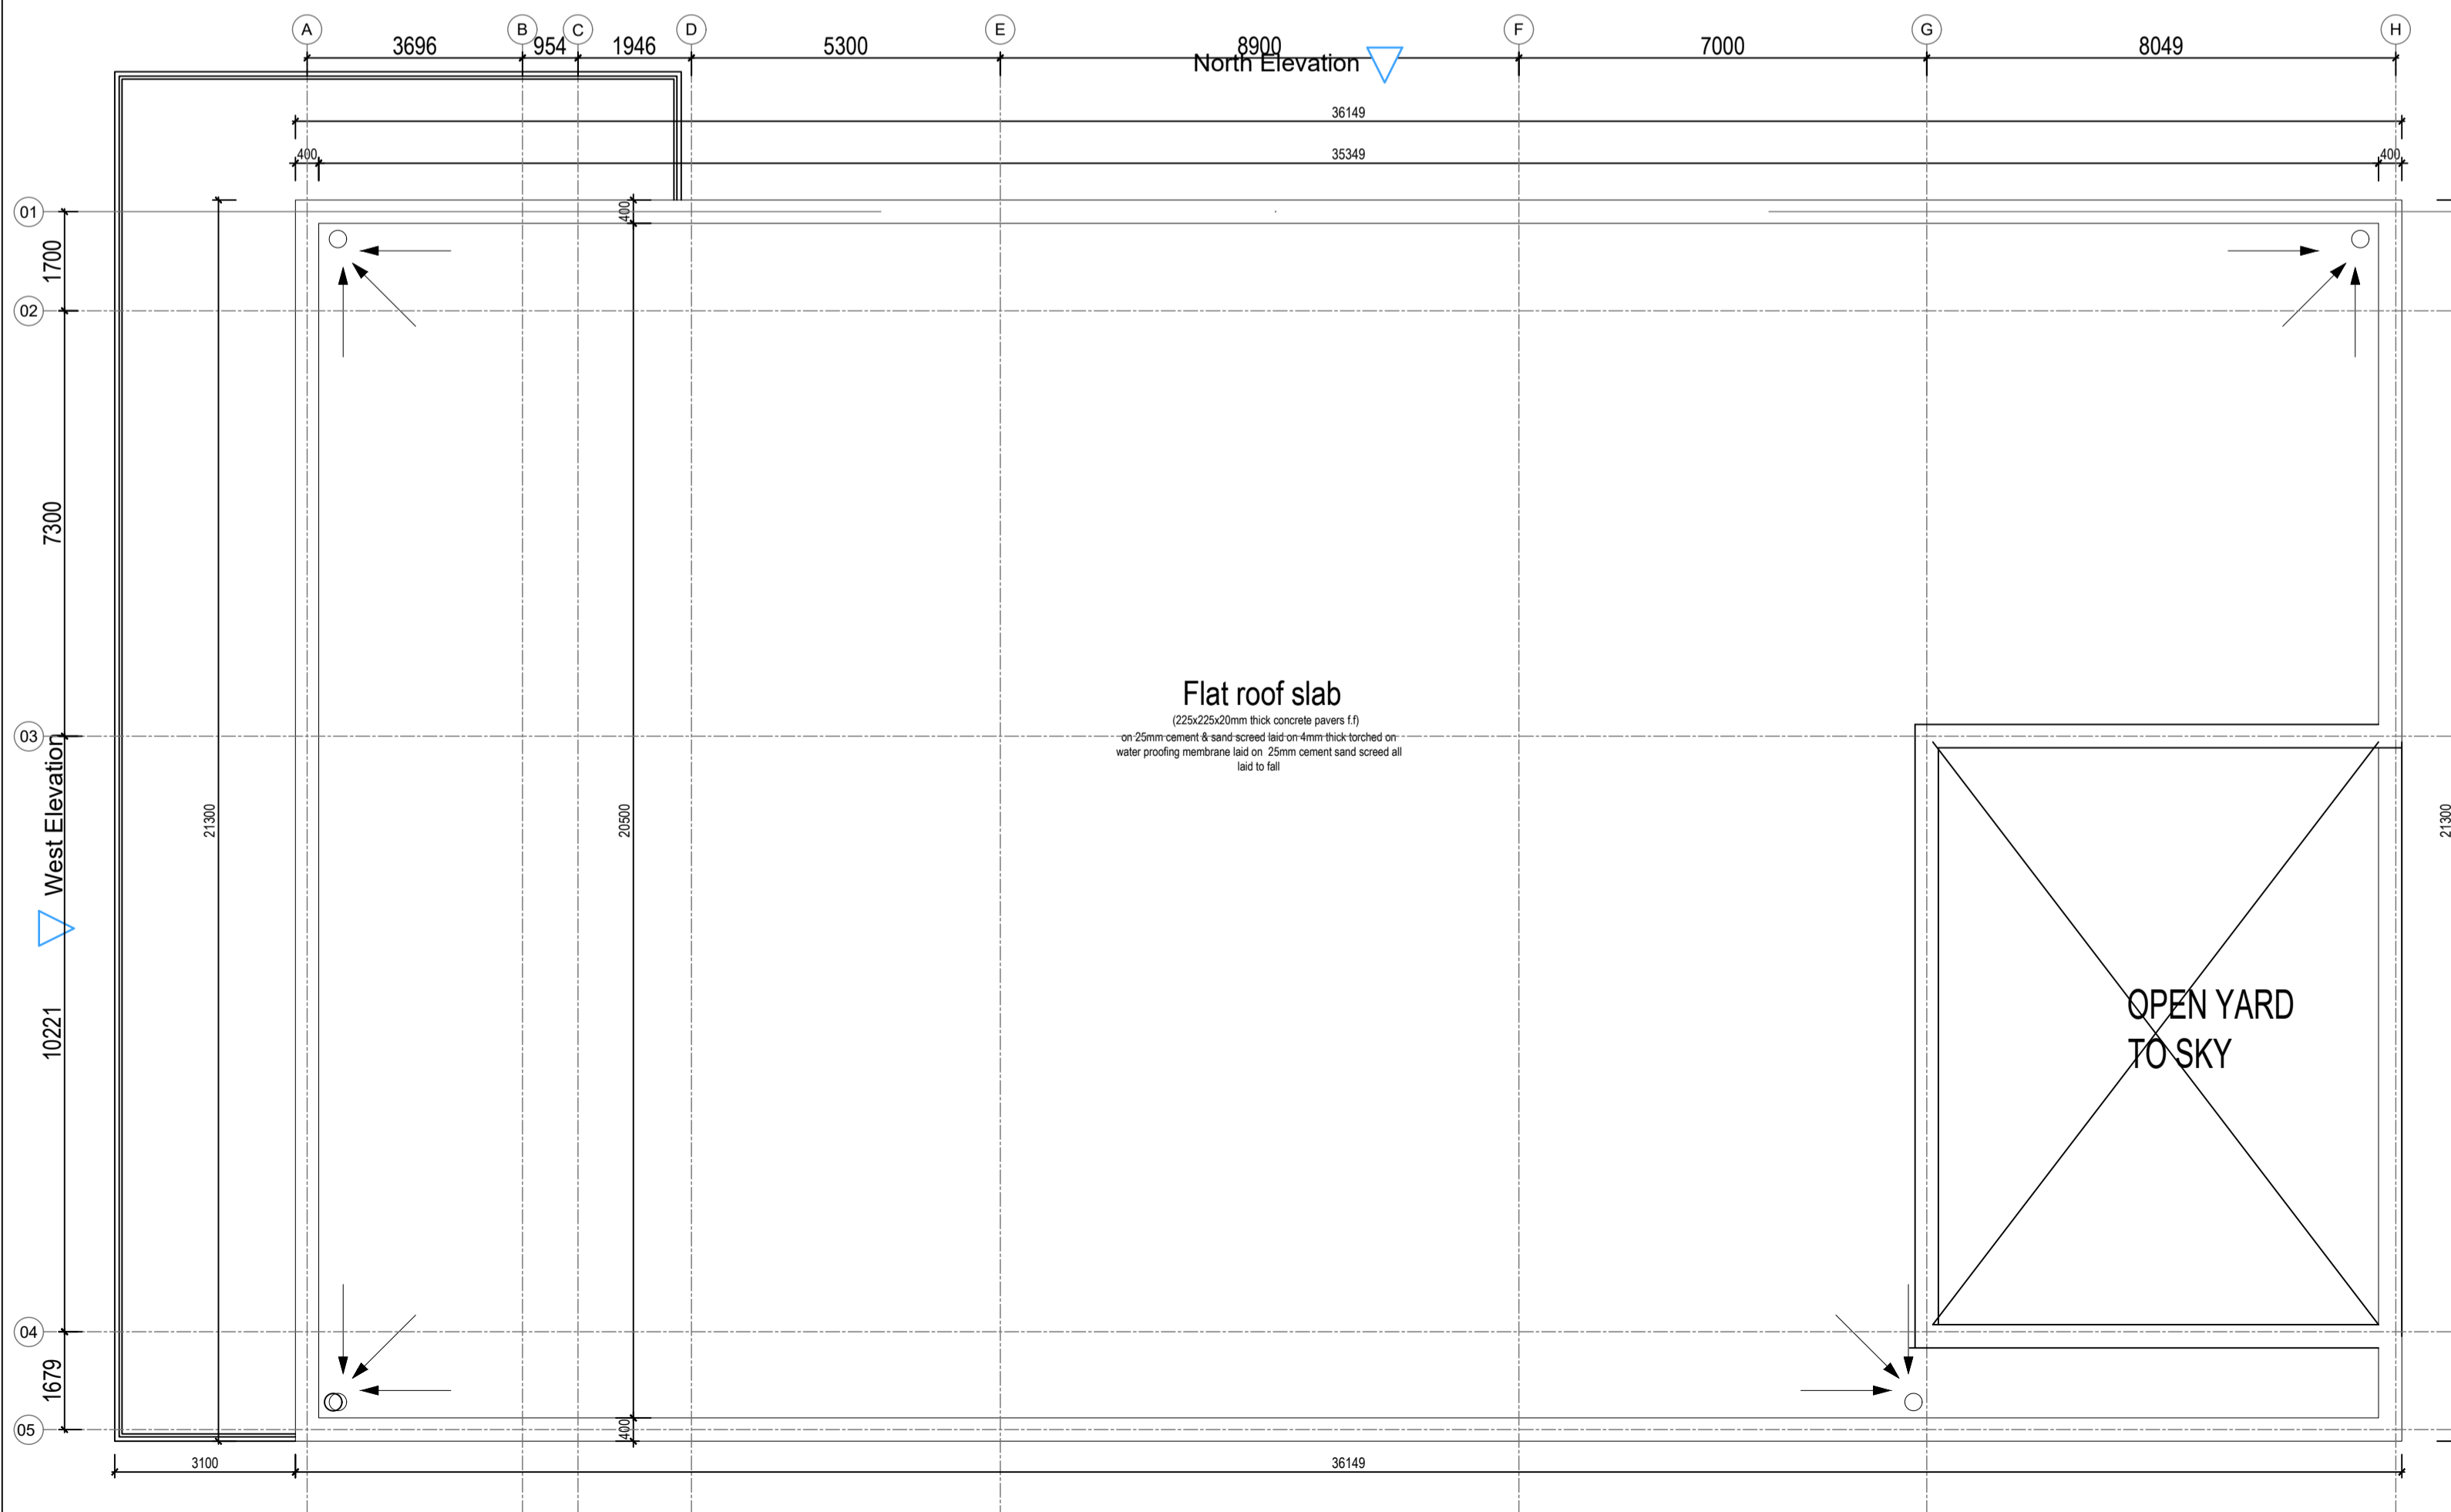 A B C D E F G H
3696 954 1946 5300 8900 7000 8049
North Elevation
36149
400 35349 400
01
400
1700
02
7300
Flat roof slab
(225x225x20mm thick concrete pavers f.f)
03
on 25mm cement & sand screed laid on 4mm thick torched on
water proofing membrane laid on 25mm cement sand screed all
laid to fall
West Elevation
21300
20500
21300
OPEN YARD
TO SKY
10221
04
1679
05
400
3100
36149